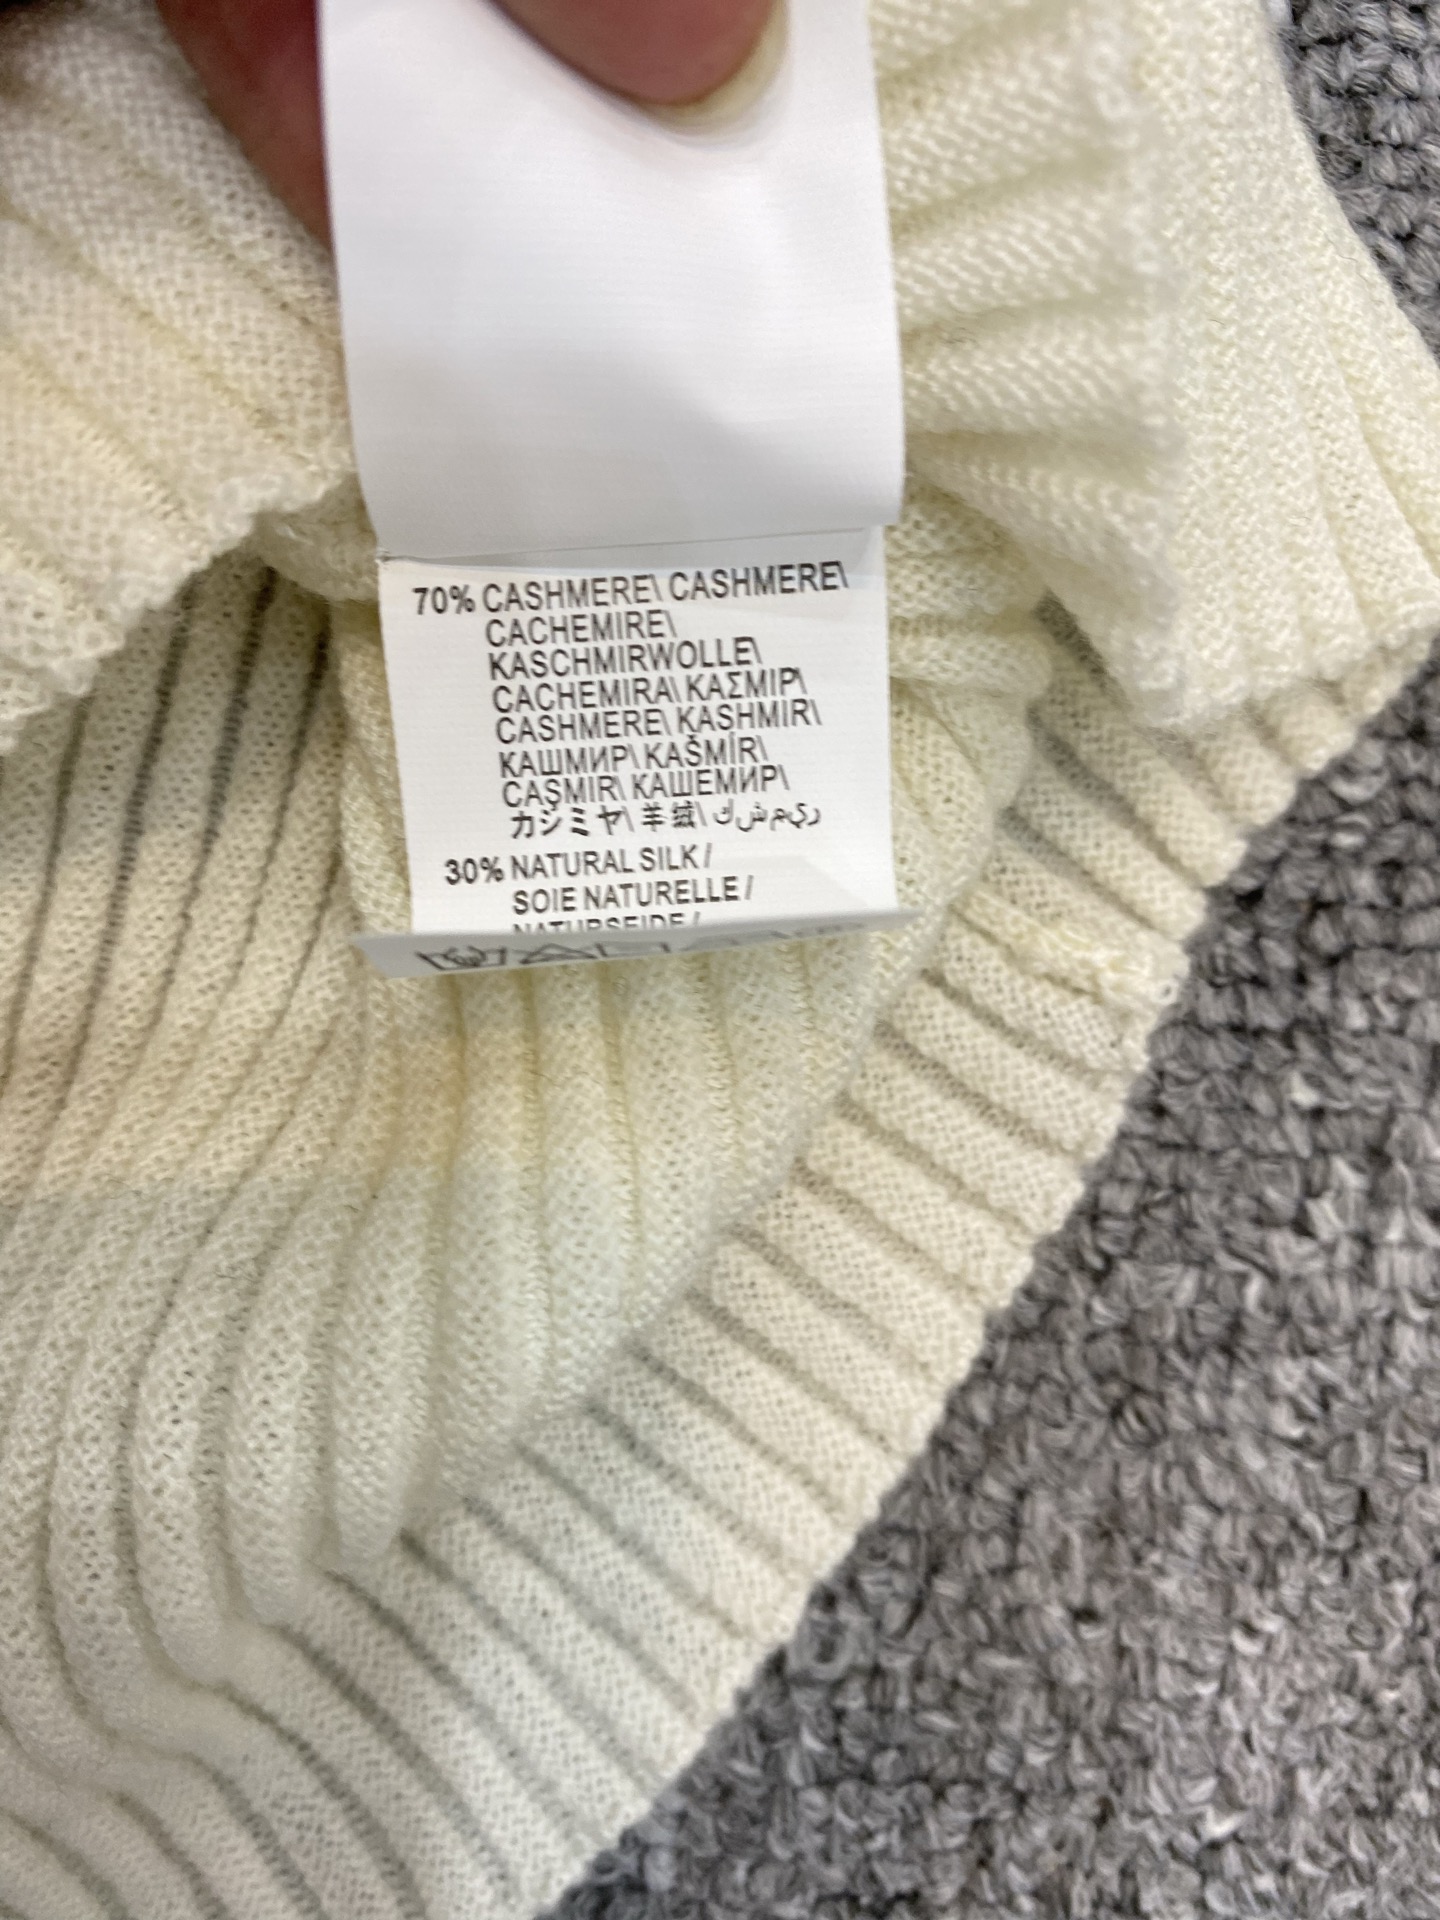 70% CASHMERE\ CASHMERE\
CACHEMIRE\
KASCHMIRWOLLE\
CACHEMIRA\ ΚΑΣΜΙΡ\
CASHMERE\ KASHMIR\
КАШМИР\ KAŠMÍR\
CAŞMIR\ КАШЕМИР\
カシミヤ\ 羊绒\ ك ش م ي ر
30% NATURAL SILK /
SOIE NATURELLE /
NATURSEIDE /